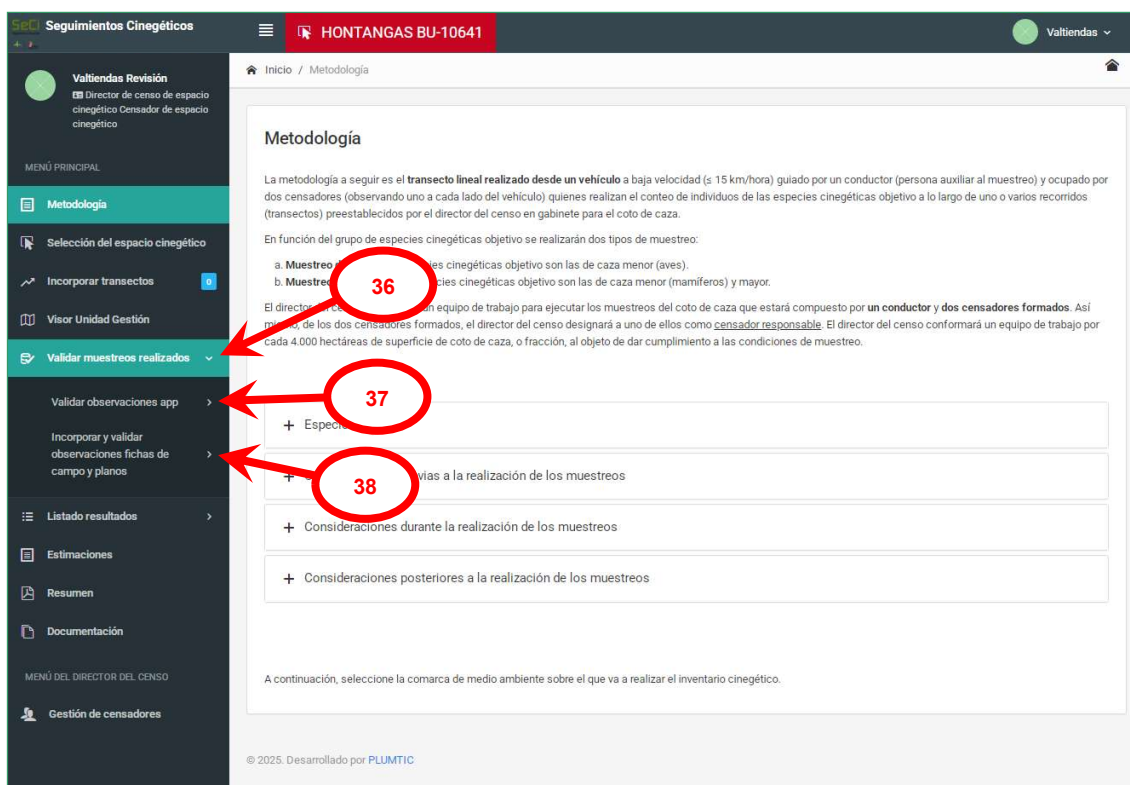 SeCi Seguimientos Cinegéticos
HONTANGAS BU-10641
Valtiendas
Valtiendas Revisión
Director de censo de espacio
cinegético Censador de espacio
cinegético
MENÚ PRINCIPAL
Metodología
Selección del espacio cinegético
Incorporar transectos 0
Visor Unidad Gestión
Validar muestreos realizados
Validar observaciones app
Incorporar y validar
observaciones fichas de
campo y planos
Listado resultados
Estimaciones
Resumen
Documentación
MENÚ DEL DIRECTOR DEL CENSO
Gestión de censadores
Inicio / Metodología
Metodología
La metodología a seguir es el transecto lineal realizado desde un vehículo a baja velocidad (≤ 15 km/hora) guiado por un conductor (persona auxiliar al muestreo) y ocupado por
dos censadores (observando uno a cada lado del vehículo) quienes realizan el conteo de individuos de las especies cinegéticas objetivo a lo largo de uno o varios recorridos
(transectos) preestablecidos por el director del censo en gabinete para el coto de caza.
En función del grupo de especies cinegéticas objetivo se realizarán dos tipos de muestreo:
a. Muestreo cinegéticas objetivo son las de caza menor (aves).
b. Muestreo cinegéticas objetivo son las de caza menor (mamíferos) y mayor.
El director equipo de trabajo para ejecutar los muestreos del coto de caza que estará compuesto por un conductor y dos censadores formados. Así
de los dos censadores formados, el director del censo designará a uno de ellos como censador responsable. El director del censo conformará un equipo de trabajo por
cada 4.000 hectáreas de superficie de coto de caza, o fracción, al objeto de dar cumplimiento a las condiciones de muestreo.
36
37
38
+
+ a la realización de los muestreos
+ Consideraciones durante la realización de los muestreos
+ Consideraciones posteriores a la realización de los muestreos
A continuación, seleccione la comarca de medio ambiente sobre el que va a realizar el inventario cinegético.
© 2025. Desarrollado por PLUMTIC